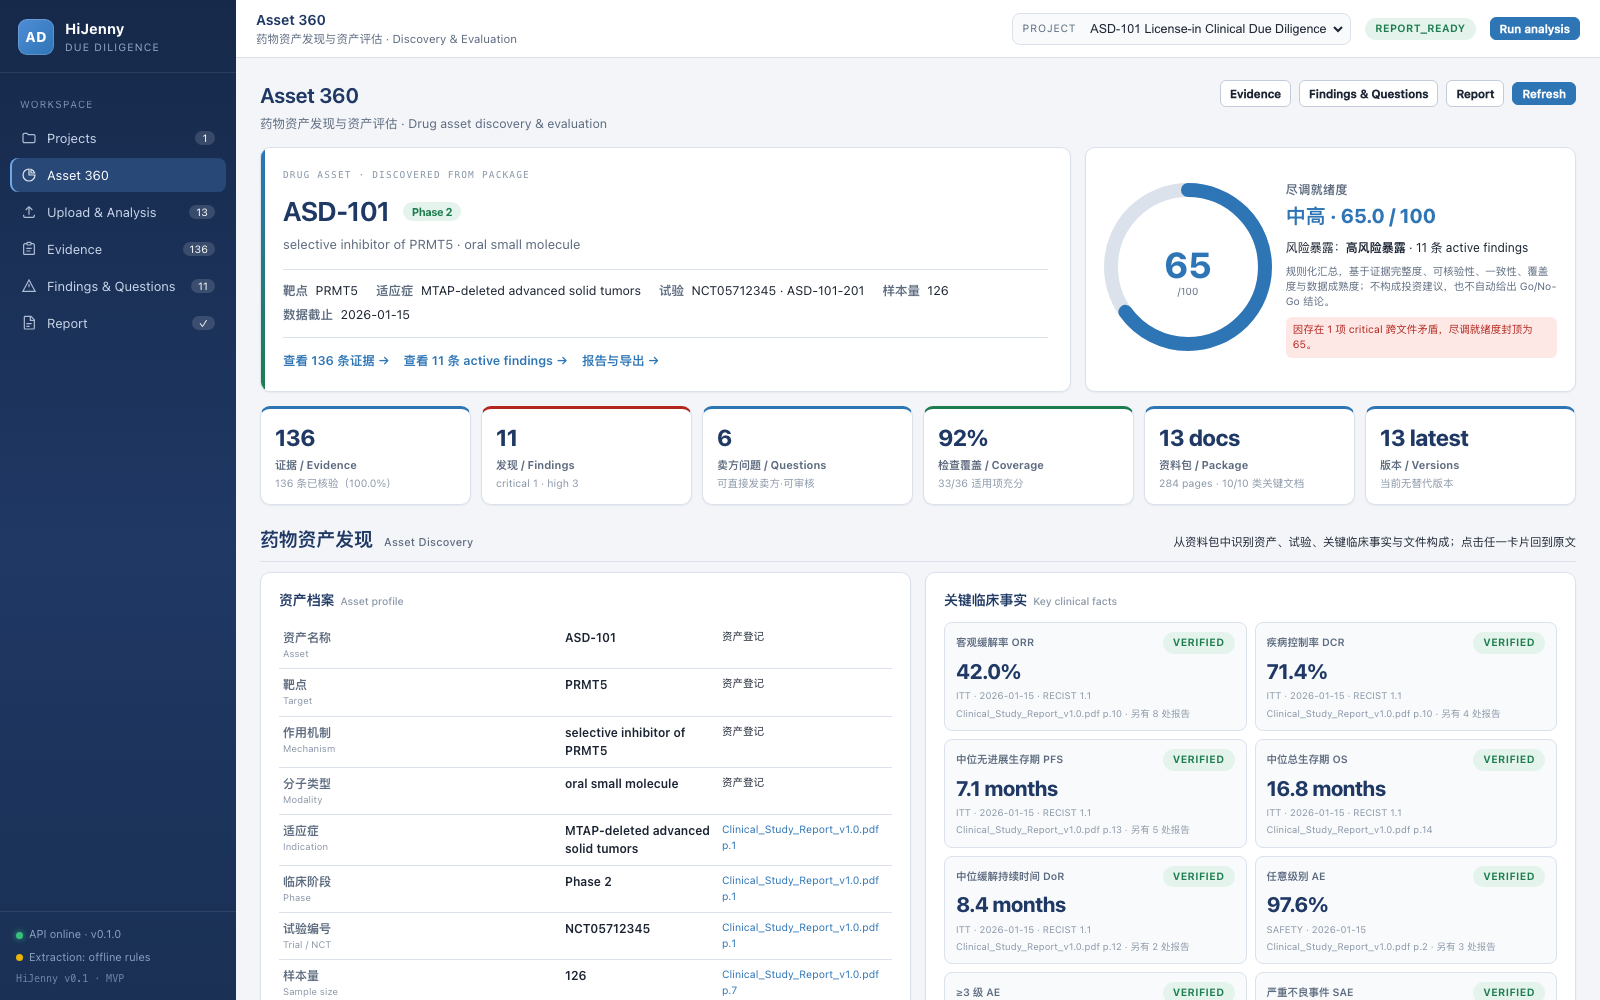 AD
HiJenny
DUE DILIGENCE
WORKSPACE
Projects 1
Asset 360
Upload & Analysis 13
Evidence 136
Findings & Questions 11
Report ✓
API online · v0.1.0
Extraction: offline rules
HiJenny v0.1 · MVP
Asset 360
药物资产发现与资产评估 · Discovery & Evaluation
PROJECT ASD-101 License-in Clinical Due Diligence
REPORT_READY
Run analysis
Asset 360
药物资产发现与资产评估 · Drug asset discovery & evaluation
Evidence
Findings & Questions
Report
Refresh
DRUG ASSET · DISCOVERED FROM PACKAGE
ASD-101 Phase 2
selective inhibitor of PRMT5 · oral small molecule
靶点 PRMT5 适应症 MTAP-deleted advanced solid tumors 试验 NCT05712345 · ASD-101-201 样本量 126
数据截止 2026-01-15
查看 136 条证据 → 查看 11 条 active findings → 报告与导出 →
65
/100
尽调就绪度
中高 · 65.0 / 100
风险暴露：高风险暴露 · 11 条 active findings
规则化汇总，基于证据完整度、可核验性、一致性、覆盖
度与数据成熟度；不构成投资建议，也不自动给出 Go/No-
Go 结论。
因存在 1 项 critical 跨文件矛盾，尽调就绪度封顶为
65。
136
证据 / Evidence
136 条已核验（100.0%）
11
发现 / Findings
critical 1 · high 3
6
卖方问题 / Questions
可直接发卖方·可审核
92%
检查覆盖 / Coverage
33/36 适用项充分
13 docs
资料包 / Package
284 pages · 10/10 类关键文档
13 latest
版本 / Versions
当前无替代版本
药物资产发现 Asset Discovery
从资料包中识别资产、试验、关键临床事实与文件构成；点击任一卡片回到原文
资产档案 Asset profile
资产名称 ASD-101 资产登记
Asset
靶点 PRMT5 资产登记
Target
作用机制 selective inhibitor of 资产登记
Mechanism PRMT5
分子类型 oral small molecule 资产登记
Modality
适应症 MTAP-deleted advanced Clinical_Study_Report_v1.0.pdf
Indication solid tumors p.1
临床阶段 Phase 2 Clinical_Study_Report_v1.0.pdf
Phase p.1
试验编号 NCT05712345 Clinical_Study_Report_v1.0.pdf
Trial / NCT p.1
样本量 126 Clinical_Study_Report_v1.0.pdf
Sample size p.7
关键临床事实 Key clinical facts
客观缓解率 ORR VERIFIED
42.0%
ITT · 2026-01-15 · RECIST 1.1
Clinical_Study_Report_v1.0.pdf p.10 · 另有 8 处报告
疾病控制率 DCR VERIFIED
71.4%
ITT · 2026-01-15 · RECIST 1.1
Clinical_Study_Report_v1.0.pdf p.10 · 另有 4 处报告
中位无进展生存期 PFS VERIFIED
7.1 months
ITT · 2026-01-15 · RECIST 1.1
Clinical_Study_Report_v1.0.pdf p.13 · 另有 5 处报告
中位总生存期 OS VERIFIED
16.8 months
ITT · 2026-01-15 · RECIST 1.1
Clinical_Study_Report_v1.0.pdf p.14
中位缓解持续时间 DoR VERIFIED
8.4 months
ITT · 2026-01-15 · RECIST 1.1
Clinical_Study_Report_v1.0.pdf p.12 · 另有 2 处报告
任意级别 AE VERIFIED
97.6%
SAFETY · 2026-01-15
Clinical_Study_Report_v1.0.pdf p.2 · 另有 3 处报告
≥3 级 AE VERIFIED
严重不良事件 SAE VERIFIED